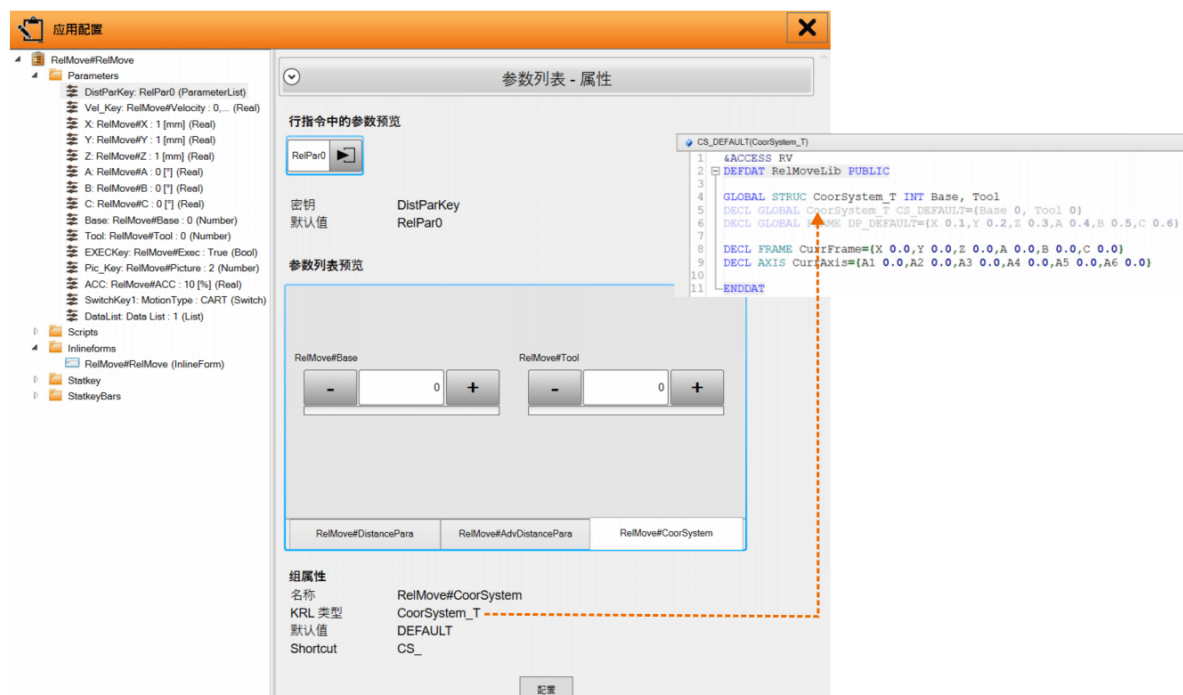 应用配置
RelMove#RelMove
Parameters
DistParKey: RelPar0 (ParameterList)
Vel_Key: RelMove#Velocity : 0,... (Real)
X: RelMove#X : 1 [mm] (Real)
Y: RelMove#Y : 1 [mm] (Real)
Z: RelMove#Z : 1 [mm] (Real)
A: RelMove#A : 0 [°] (Real)
B: RelMove#B : 0 [°] (Real)
C: RelMove#C : 0 [°] (Real)
Base: RelMove#Base : 0 (Number)
Tool: RelMove#Tool : 0 (Number)
EXECKey: RelMove#Exec : True (Bool)
Pic_Key: RelMove#Picture : 2 (Number)
ACC: RelMove#ACC : 10 [%] (Real)
SwitchKey1: MotionType : CART (Switch)
DataList: Data List : 1 (List)
Scripts
Inlineforms
RelMove#RelMove (InlineForm)
Statkey
StatkeyBars
参数列表 - 属性
行指令中的参数预览
RelPar0
密钥 DistParKey
默认值 RelPar0
参数列表预览
RelMove#Base RelMove#Tool
- 0 + - 0 +
RelMove#DistancePara RelMove#AdvDistancePara RelMove#CoorSystem
组属性
名称 RelMove#CoorSystem
KRL 类型 CoorSystem_T
默认值 DEFAULT
Shortcut CS_
配置
CS_DEFAULT(CoorSystem_T)
1 &ACCESS RV
2 DEFDAT RelMoveLib PUBLIC
3
4 GLOBAL STRUC CoorSystem_T INT Base, Tool
5 DECL GLOBAL CoorSystem_T CS_DEFAULT={Base 0, Tool 0}
6 DECL GLOBAL FRAME DP_DEFAULT={X 0.1,Y 0.2,Z 0.3,A 0.4,B 0.5,C 0.6}
7
8 DECL FRAME CurrFrame={X 0.0,Y 0.0,Z 0.0,A 0.0,B 0.0,C 0.0}
9 DECL AXIS CurrAxis={A1 0.0,A2 0.0,A3 0.0,A4 0.0,A5 0.0,A6 0.0}
10
11 ENDDAT